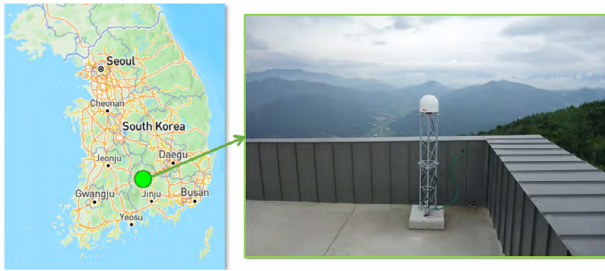 Seoul
Cheonan
South Korea
Jeonju
Daegu
Gwangju
Jinju
Busan
Yeosu